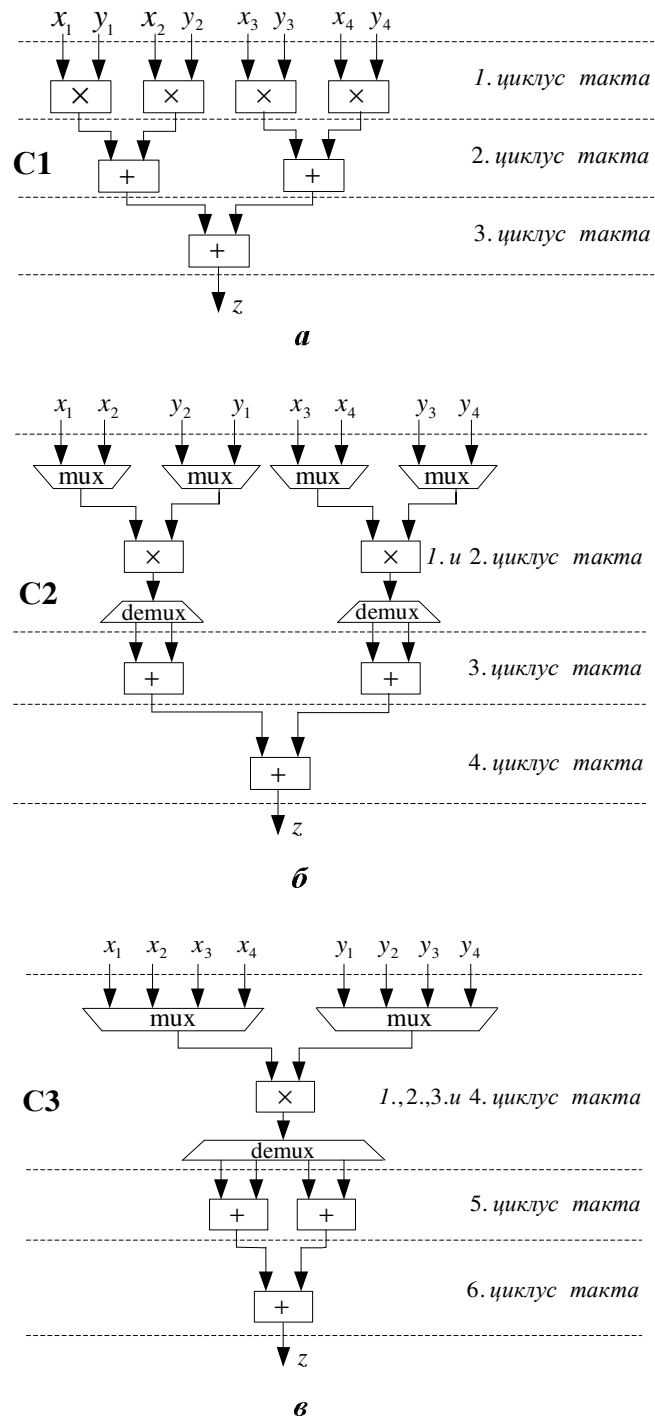 x₁ y₁ x₂ y₂ x₃ y₃ x₄ y₄
1. циклус такта
× × × ×
2. циклус такта
C1
+ +
3. циклус такта
+
z
а
x₁ x₂ y₂ y₁ x₃ x₄ y₃ y₄
mux mux mux mux
× × 1. и 2. циклус такта
C2
demux demux
+ + 3. циклус такта
+ 4. циклус такта
z
б
x₁ x₂ x₃ x₄ y₁ y₂ y₃ y₄
mux mux
C3 × 1.,2.,3.и 4. циклус такта
demux
+ + 5. циклус такта
+ 6. циклус такта
z
в